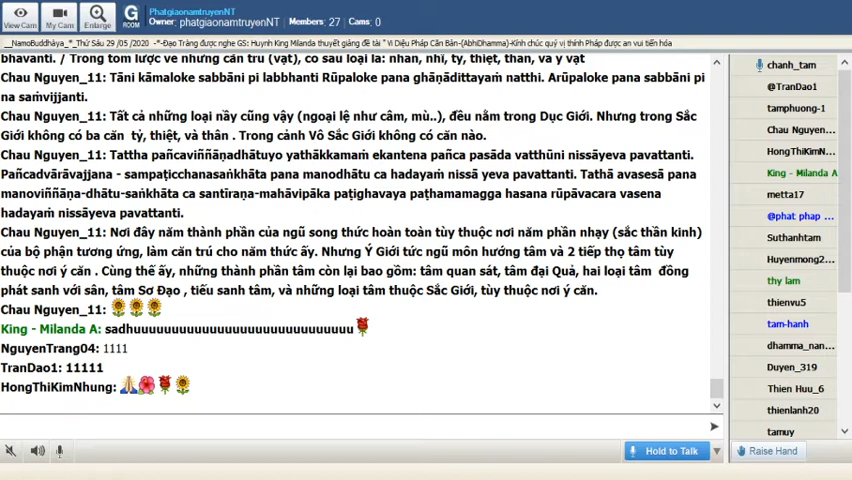 View Cam
My Cam
Enlarge
G
ROOM
PhatgiaonamtruyenNT
Owner: phatgiaonamtruyenNT Members: 27 Cams: 0
__NamoBuddhàya_*_Thứ Sáu 29 /05 /2020 -*-Đạo Tràng được nghe GS: Huynh King Milanda thuyết giảng đề tài " Vi Diệu Pháp Căn Bản-(AbhiDhamma)-Kính chúc quý vị thính Pháp được an vui tiến hóa
bhavanti. / Trong tóm lược về những căn trú (vật), có sáu loại là: nhãn, nhĩ, tỷ, thiệt, thân, và ý vật
Chau Nguyen_11: Tāni kāmaloke sabbāni pi labbhanti Rūpaloke pana ghāṇādittayaṁ natthi. Arūpaloke pana sabbāni pi
na saṁvijjanti.
Chau Nguyen_11: Tất cả những loại nầy cũng vậy (ngoại lệ như câm, mù..), đều nằm trong Dục Giới. Nhưng trong Sắc
Giới không có ba căn tỷ, thiệt, và thân . Trong cảnh Vô Sắc Giới không có căn nào.
Chau Nguyen_11: Tattha pañcaviññāṇadhātuyo yathākkamaṁ ekantena pañca pasāda vatthūni nissāyeva pavattanti.
Pañcadvārāvajjana - sampaṭicchanasaṅkhāta pana manodhātu ca hadayaṁ nissā yeva pavattanti. Tathā avasesā pana
manoviññāṇa-dhātu-saṅkhāta ca santīraṇa-mahāvipāka paṭighavaya paṭhamamagga hasana rūpāvacara vasena
hadayaṁ nissāyeva pavattanti.
Chau Nguyen_11: Nơi đây năm thành phần của ngũ song thức hoàn toàn tùy thuộc nơi năm phần nhạy (sắc thần kinh)
của bộ phận tương ứng, làm căn trú cho năm thức ấy. Nhưng Ý Giới tức ngũ môn hướng tâm và 2 tiếp thọ tâm tùy
thuộc nơi ý căn . Cùng thế ấy, những thành phần tâm còn lại bao gồm: tâm quan sát, tâm đại Quả, hai loại tâm đồng
phát sanh với sân, tâm Sơ Đạo , tiếu sanh tâm, và những loại tâm thuộc Sắc Giới, tùy thuộc nơi ý căn.
Chau Nguyen_11: 🌻🌻🌻
King - Milanda A: sadhuuuuuuuuuuuuuuuuuuuuuuuuuuuuu🌹
NguyenTrang04: 1111
TranDao1: 11111
HongThiKimNhung: 🙏🌺🌹🌻
Hold to Talk
Raise Hand
chanh_tam
@TranDao1
tamphuong-1
Chau Nguyen...
HongThiKimN...
King - Milanda A
metta17
@phat phap ...
Suthanhtam
Huyenmong2...
thy lam
thienvu5
tam-hanh
dhamma_nan...
Duyen_319
Thien Huu_6
thienlanh20
tamuy